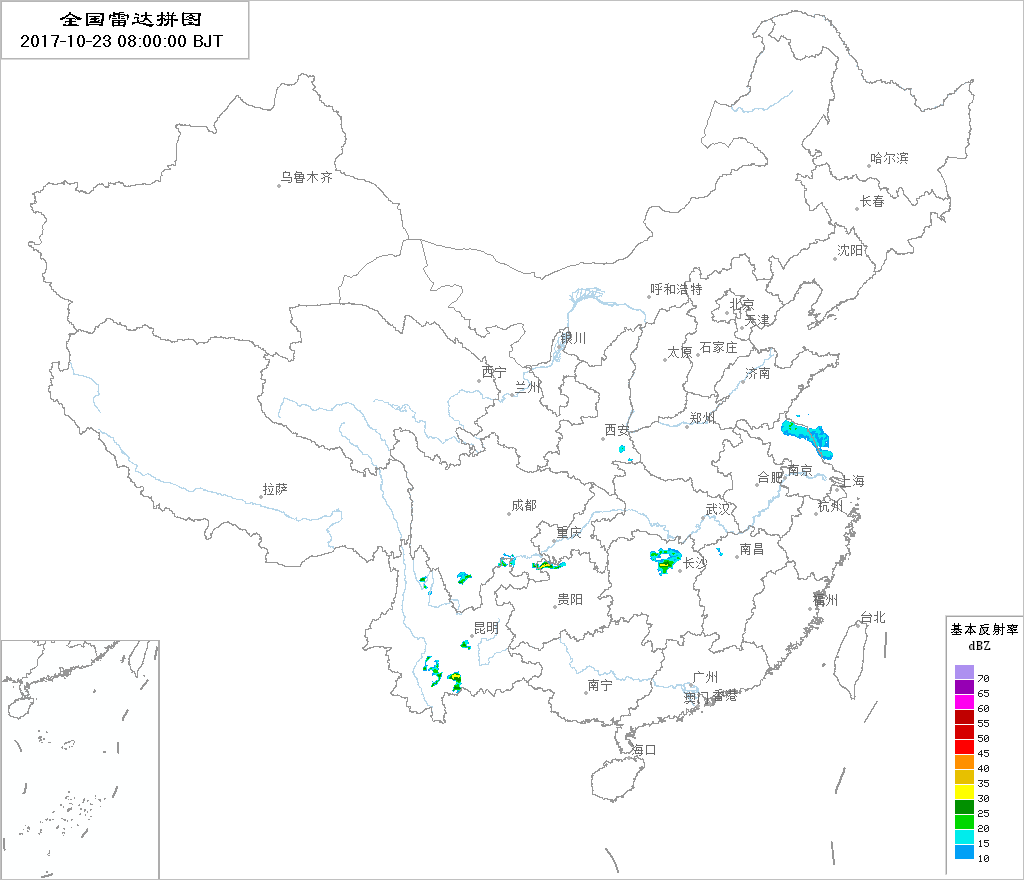 全国雷达拼图
2017-10-23 08:00:00 BJT
哈尔滨
乌鲁木齐
长春
沈阳
呼和浩特
北京
天津
银川
石家庄
太原
西宁
济南
兰州
郑州
西安
南京
合肥
上海
拉萨
成都
武汉
杭州
重庆
南昌
长沙
贵阳
福州
台北
昆明
基本反射率
dBZ
广州
南宁
澳门
香港
海口
70
65
60
55
50
45
40
35
30
25
20
15
10